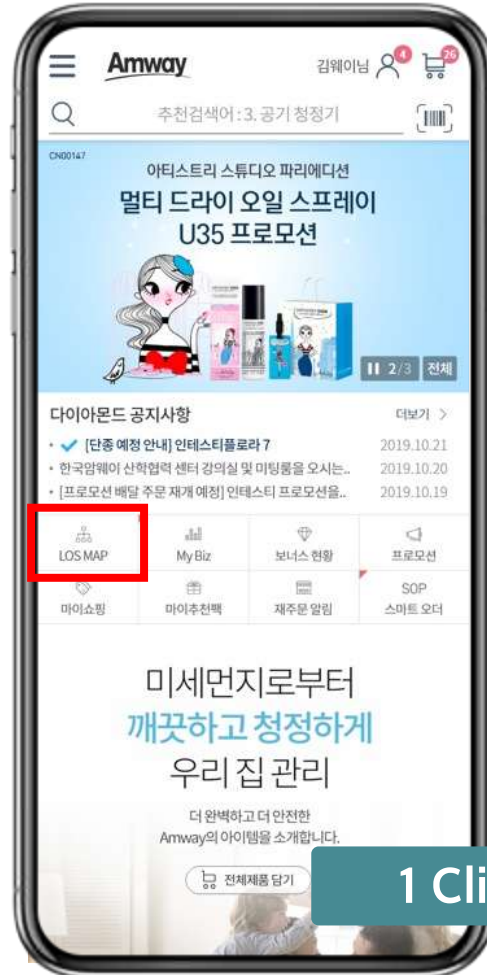 Amway
김웨이님
4
26
추천검색어 : 3. 공기 청정기
CN00147
아티스트리 스튜디오 파리에디션
멀티 드라이 오일 스프레이
U35 프로모션
2/3 전체
다이아몬드 공지사항
더보기 >
• [단종 예정 안내] 인테스티플로라 7 2019.10.21
• 한국암웨이 산학협력 센터 강의실 및 미팅룸을 오시는.. 2019.10.20
• [프로모션 배달 주문 재개 예정] 인테스티 프로모션을.. 2019.10.19
LOS MAP
My Biz
보너스 현황
프로모션
마이쇼핑
마이추천팩
재주문 알림
SOP
스마트 오더
미세먼지로부터
깨끗하고 청정하게
우리 집 관리
더 완벽하고 더 안전한
Amway의 아이템을 소개합니다.
전체제품 담기
1 Cli